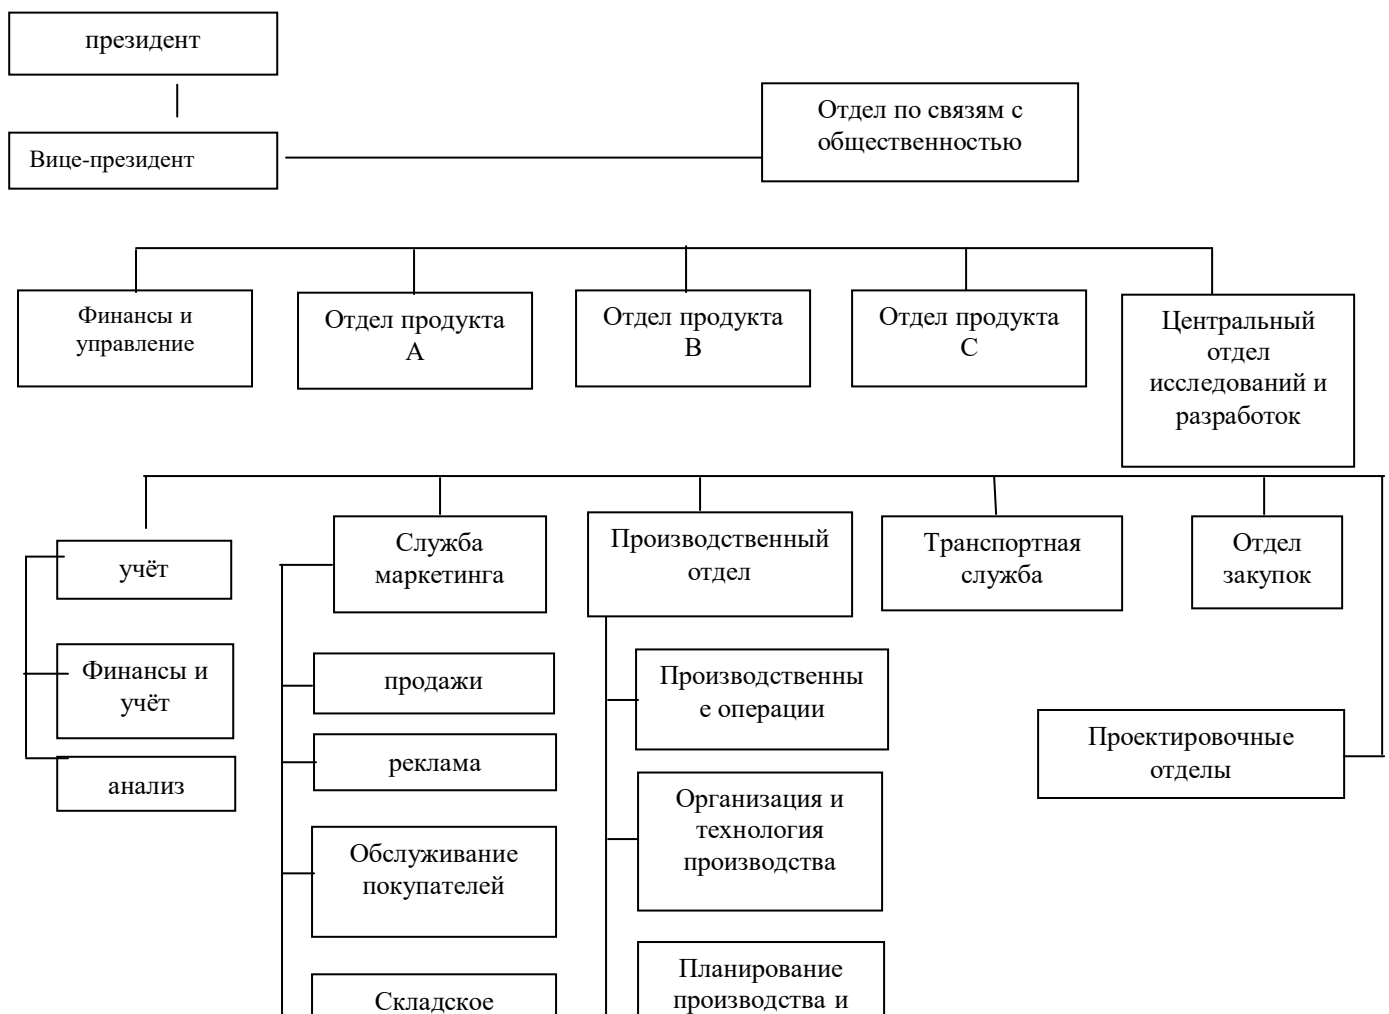 президент
Отдел по связям с
общественностью
Вице-президент
Финансы и
управление
Отдел продукта
А
Отдел продукта
В
Отдел продукта
С
Центральный
отдел
исследований и
разработок
учёт
Служба
маркетинга
Производственный
отдел
Транспортная
служба
Отдел
закупок
Финансы и
учёт
анализ
продажи
реклама
Обслуживание
покупателей
Складское
Производственны
е операции
Организация и
технология
производства
Планирование
производства и
Проектировочные
отделы